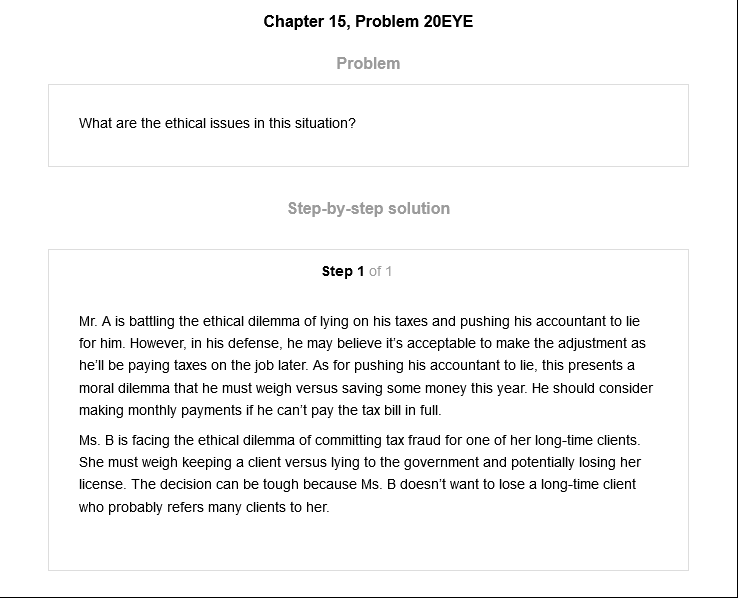 Chapter 15, Problem 20EYE
Problem
What are the ethical issues in this situation?
Step-by-step solution
Step 1 of 1
Mr. A is battling the ethical dilemma of lying on his taxes and pushing his accountant to lie
for him. However, in his defense, he may believe it’s acceptable to make the adjustment as
he’ll be paying taxes on the job later. As for pushing his accountant to lie, this presents a
moral dilemma that he must weigh versus saving some money this year. He should consider
making monthly payments if he can’t pay the tax bill in full.
Ms. B is facing the ethical dilemma of committing tax fraud for one of her long-time clients.
She must weigh keeping a client versus lying to the government and potentially losing her
license. The decision can be tough because Ms. B doesn’t want to lose a long-time client
who probably refers many clients to her.